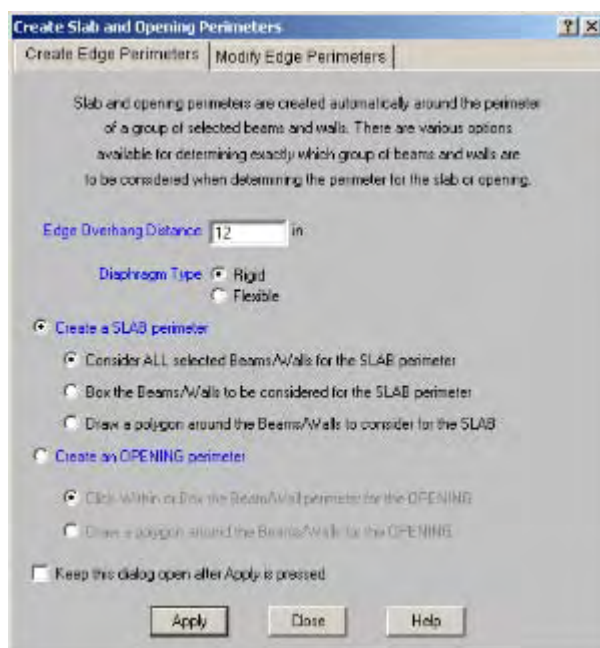 Create Slab and Opening Perimeters
Create Edge Perimeters Modify Edge Perimeters
Slab and opening perimeters are created automatically around the perimeter
of a group of selected beams and walls. There are various options
available for determining exactly which group of beams and walls are
to be considered when determining the perimeter for the slab or opening.
Edge Overhang Distance 12 in
Diaphragm Type Rigid
Flexible
Create a SLAB perimeter
Consider ALL selected Beams/Walls for the SLAB perimeter
Box the Beams/Walls to be considered for the SLAB perimeter
Draw a polygon around the Beams/Walls to consider for the SLAB
Create an OPENING perimeter
Click Within or Box the Beam/Wall perimeter for the OPENING
Draw a polygon around the Beams/Walls for the OPENING
Keep this dialog open after Apply is pressed
Apply Close Help